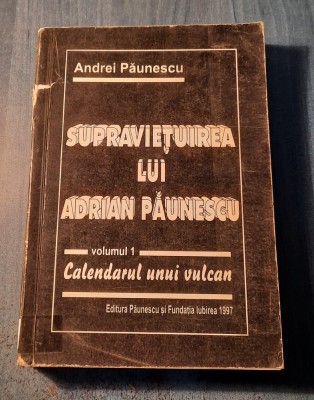 Andrei Păunescu
SUPRAVIEȚUIREA
LUI
ADRIAN PĂUNESCU
volumul 1
Calendarul unui vulcan
Editura Păunescu și Fundația Iubirea 1997